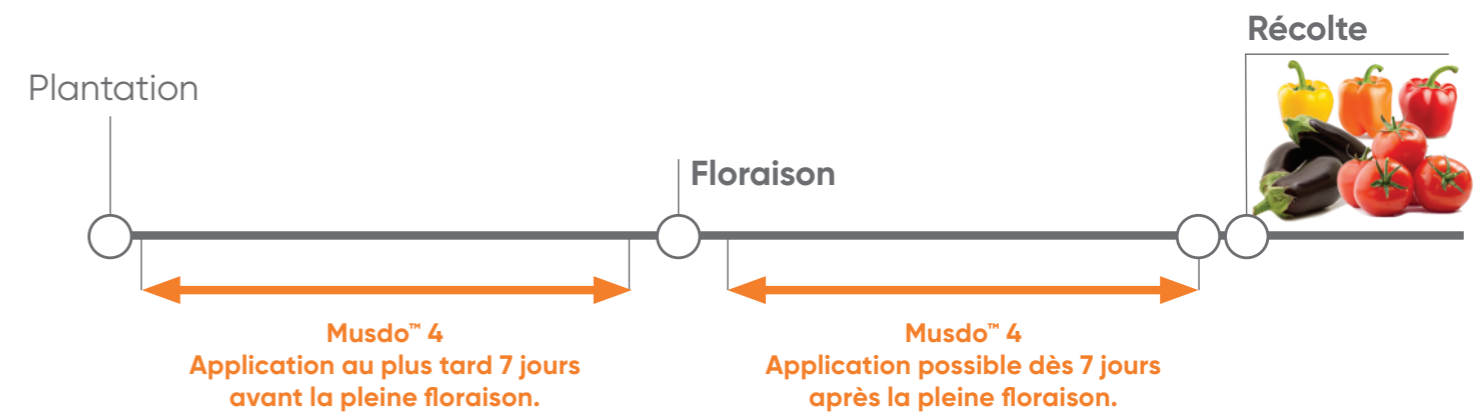 Récolte
Plantation
Floraison
Musdo™ 4
Application au plus tard 7 jours
avant la pleine floraison.
Musdo™ 4
Application possible dès 7 jours
après la pleine floraison.